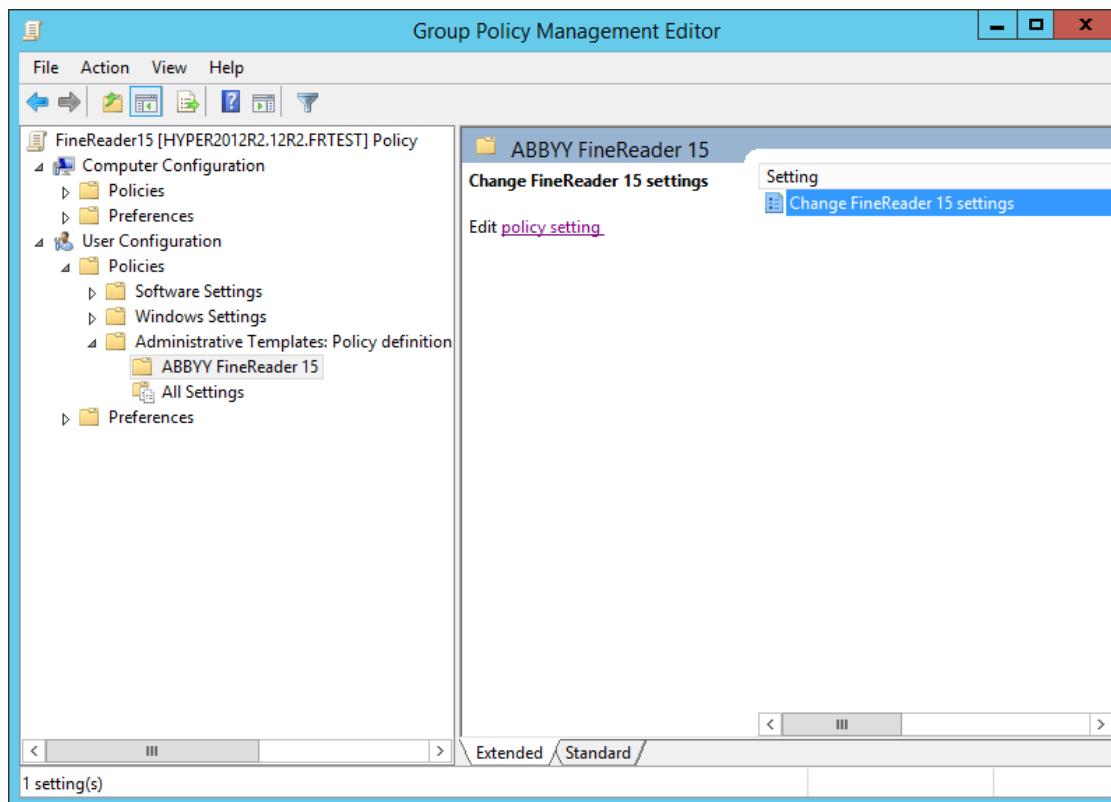 Group Policy Management Editor
File Action View Help
FineReader15 [HYPER2012R2.12R2.FRTEST] Policy
Computer Configuration
Policies
Preferences
User Configuration
Policies
Software Settings
Windows Settings
Administrative Templates: Policy definition
ABBYY FineReader 15
All Settings
Preferences
ABBYY FineReader 15
Change FineReader 15 settings
Edit policy setting
Setting
Change FineReader 15 settings
Extended Standard
1 setting(s)